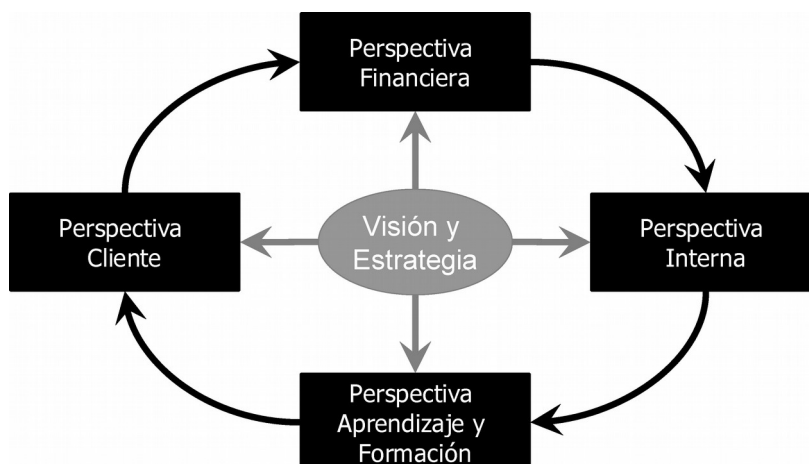 Perspectiva
Financiera
Perspectiva
Cliente
Visión y
Estrategia
Perspectiva
Interna
Perspectiva
Aprendizaje y
Formación